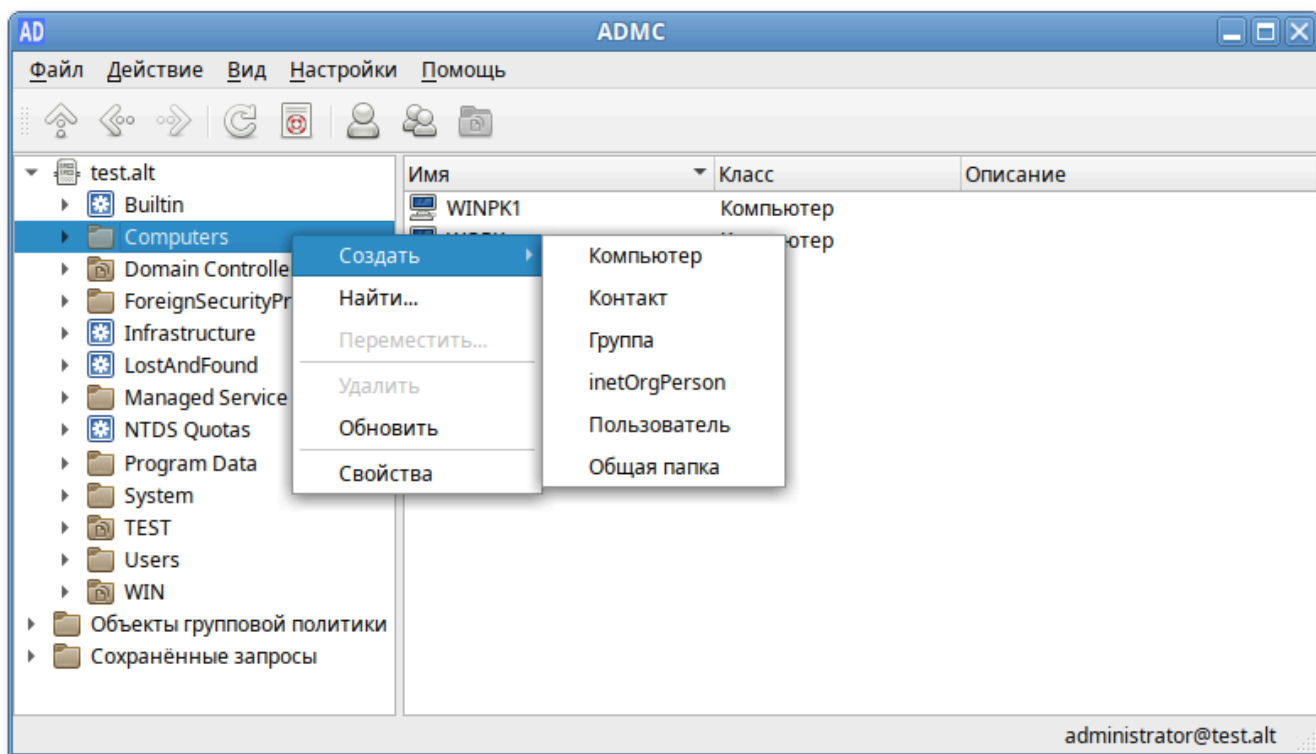 AD ADMC
Файл Действие Вид Настройки Помощь
test.alt
Имя Класс Описание
Builtin
WINPK1 Компьютер
Computers
Domain Controlle
ForeignSecurityPr
Infrastructure
LostAndFound
Managed Service
NTDS Quotas
Program Data
System
TEST
Users
WIN
Объекты групповой политики
Сохранённые запросы
Создать
Найти...
Переместить...
Удалить
Обновить
Свойства
Компьютер
Контакт
Группа
inetOrgPerson
Пользователь
Общая папка
administrator@test.alt